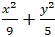 x²/9 + y²/5